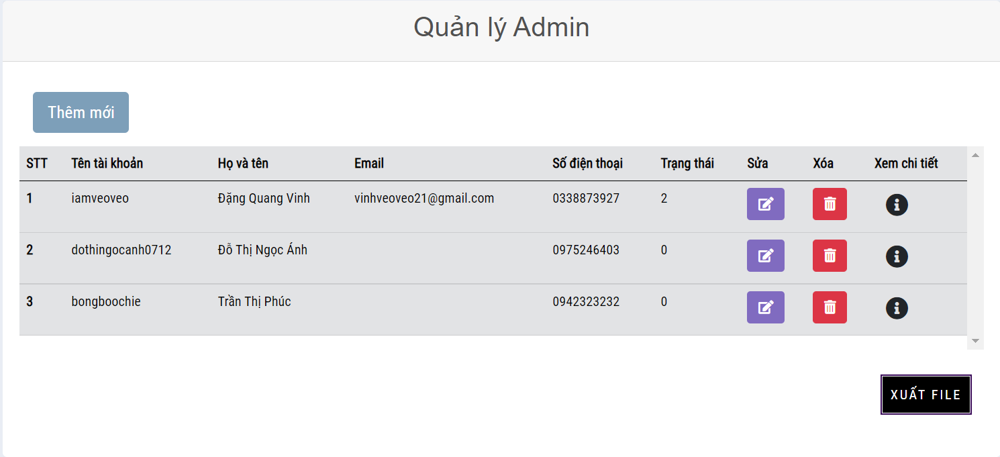 Quản lý Admin
Thêm mới
STT Tên tài khoản Họ và tên Email Số điện thoại Trạng thái Sửa Xóa Xem chi tiết
1 iamveoveo Đặng Quang Vinh vinhveoveo21@gmail.com 0338873927 2
2 dothingocanh0712 Đỗ Thị Ngọc Ánh 0975246403 0
3 bongboochie Trần Thị Phúc 0942323232 0
XUẤT FILE